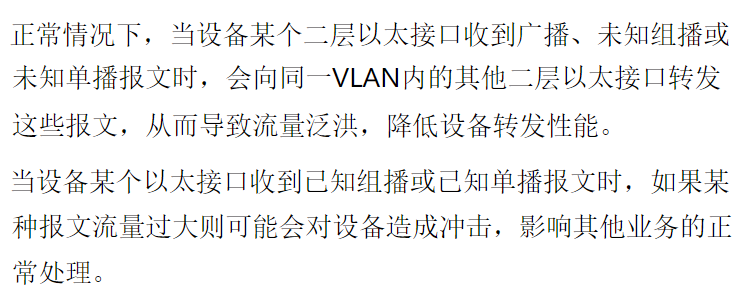 正常情况下，当设备某个二层以太接口收到广播、未知组播或
未知单播报文时，会向同一VLAN内的其他二层以太接口转发
这些报文，从而导致流量泛洪，降低设备转发性能。
当设备某个以太接口收到已知组播或已知单播报文时，如果某
种报文流量过大则可能会对设备造成冲击，影响其他业务的正
常处理。